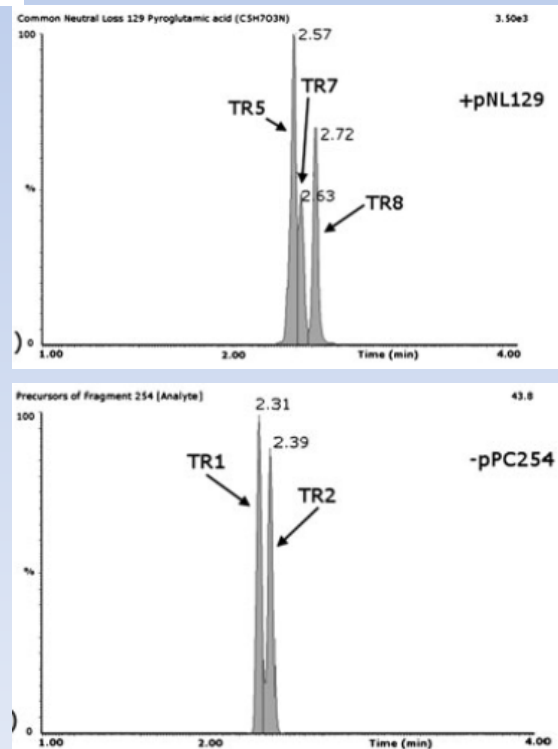 Common Neutral Loss 129 Pyroglutamic acid (C5H7O3N) 3.50e3
100
2.57
TR7
TR5
+pNL129
2.72
%
2.63
TR8
) 0
1.00 2.00 Time (min) 4.00
Precursors of Fragment 254 [Analyte] 43.8
2.31
100
2.39
TR1
-pPC254
TR2
%
) 0
1.00 2.00 Time (min) 4.00